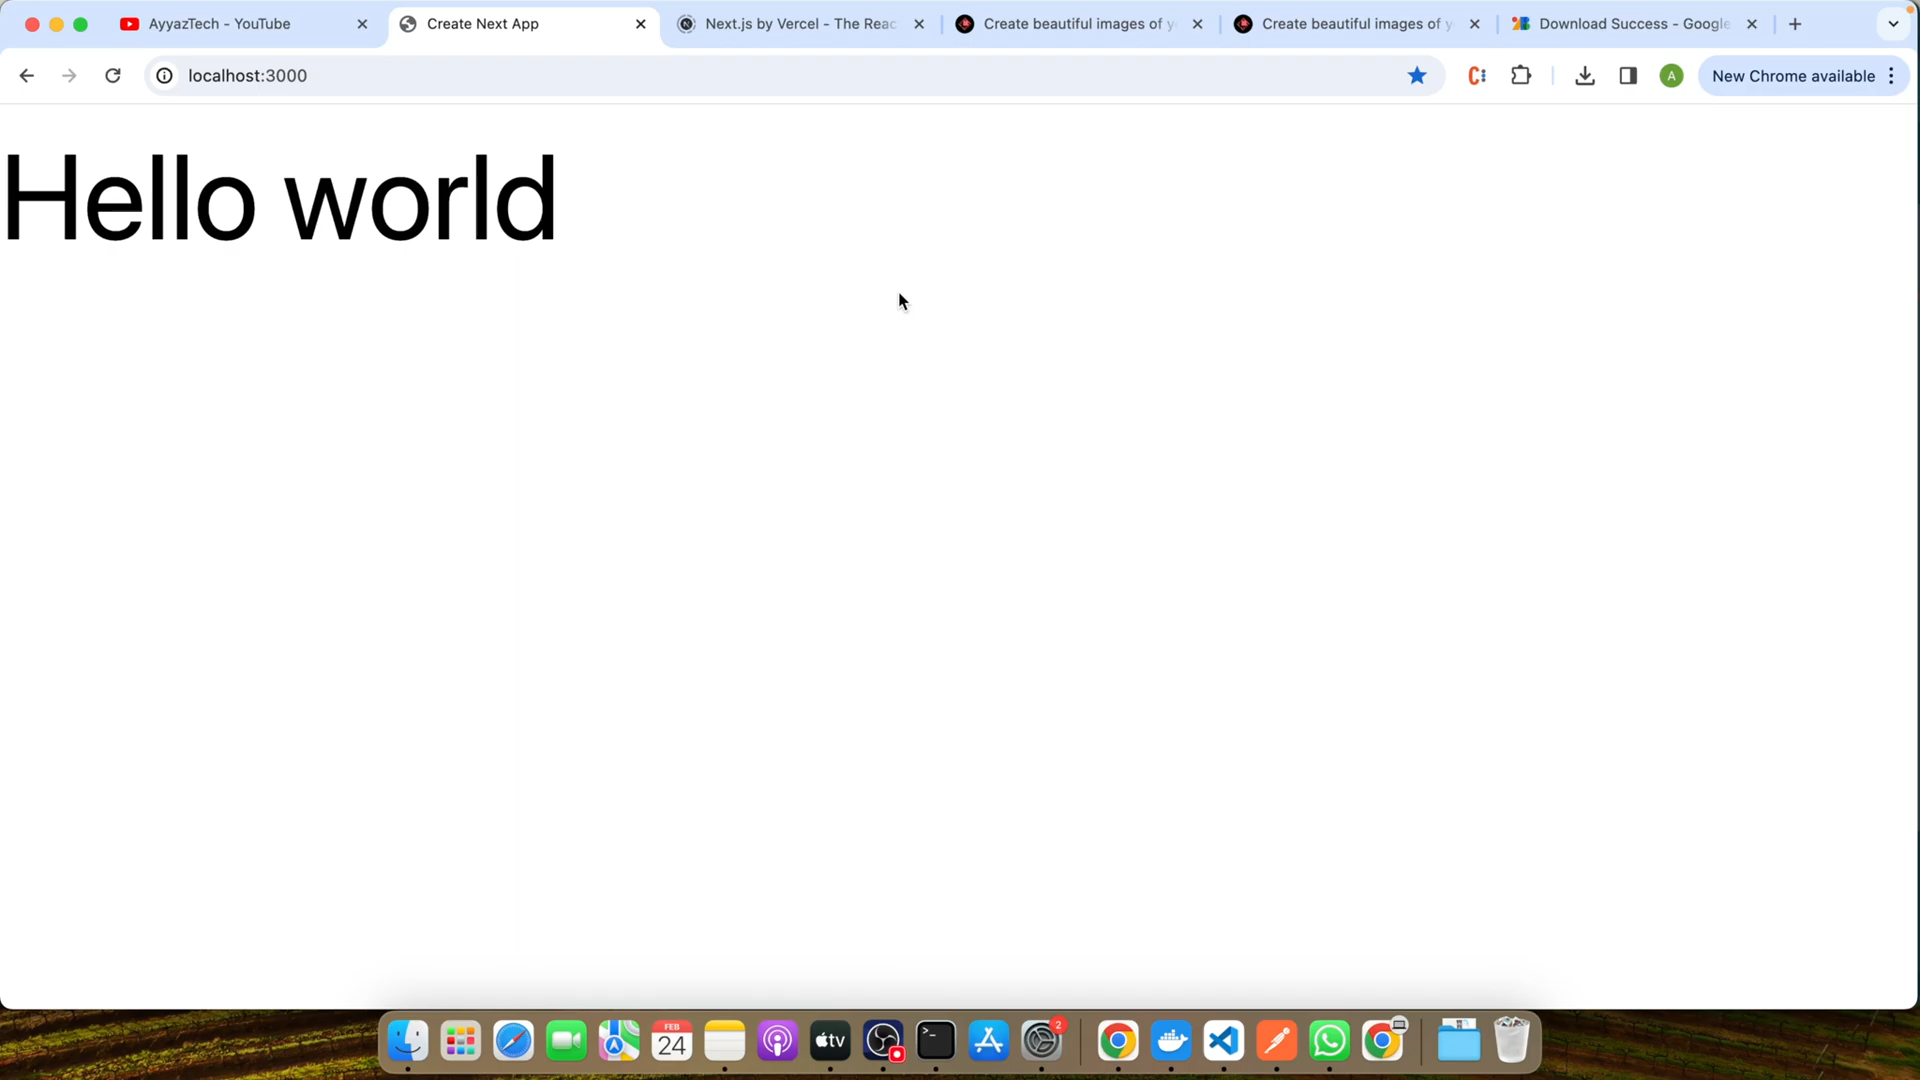 AyyazTech - YouTube
Create Next App
Next.js by Vercel - The Reac
Create beautiful images of y
Create beautiful images of y
Download Success - Google
localhost:3000
A
New Chrome available
Hello world
FEB
24
tv
2